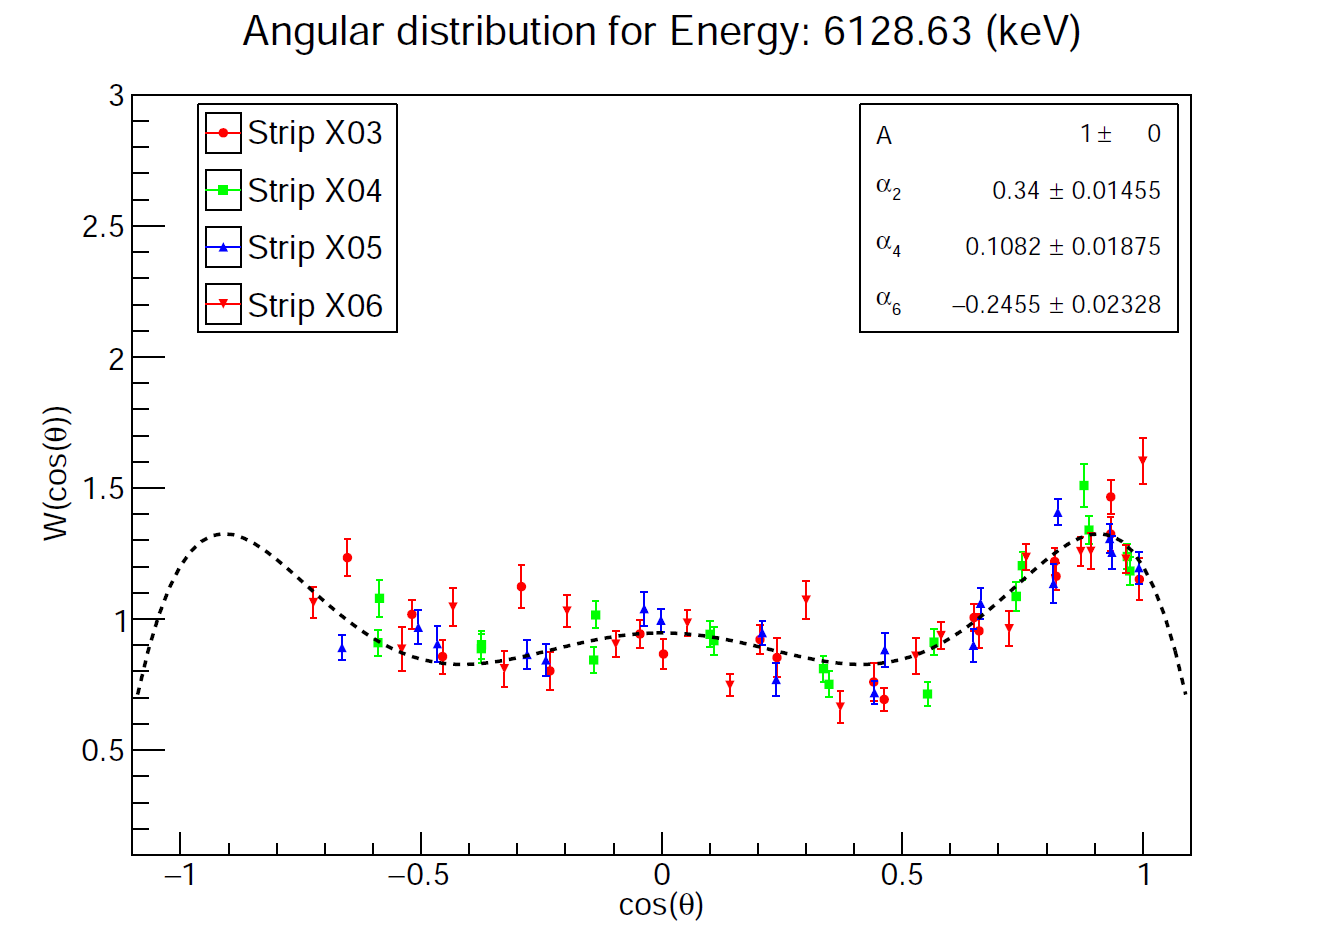 Angular distribution for Energy: 6128.63 (keV)
3
2.5
2
1.5
1
0.5
W(cos(θ))
Strip X03
Strip X04
Strip X05
Strip X06
A 1 ± 0
α2 0.34 ± 0.01455
α4 0.1082 ± 0.01875
α6 −0.2455 ± 0.02328
−1 −0.5 0 0.5 1
cos(θ)